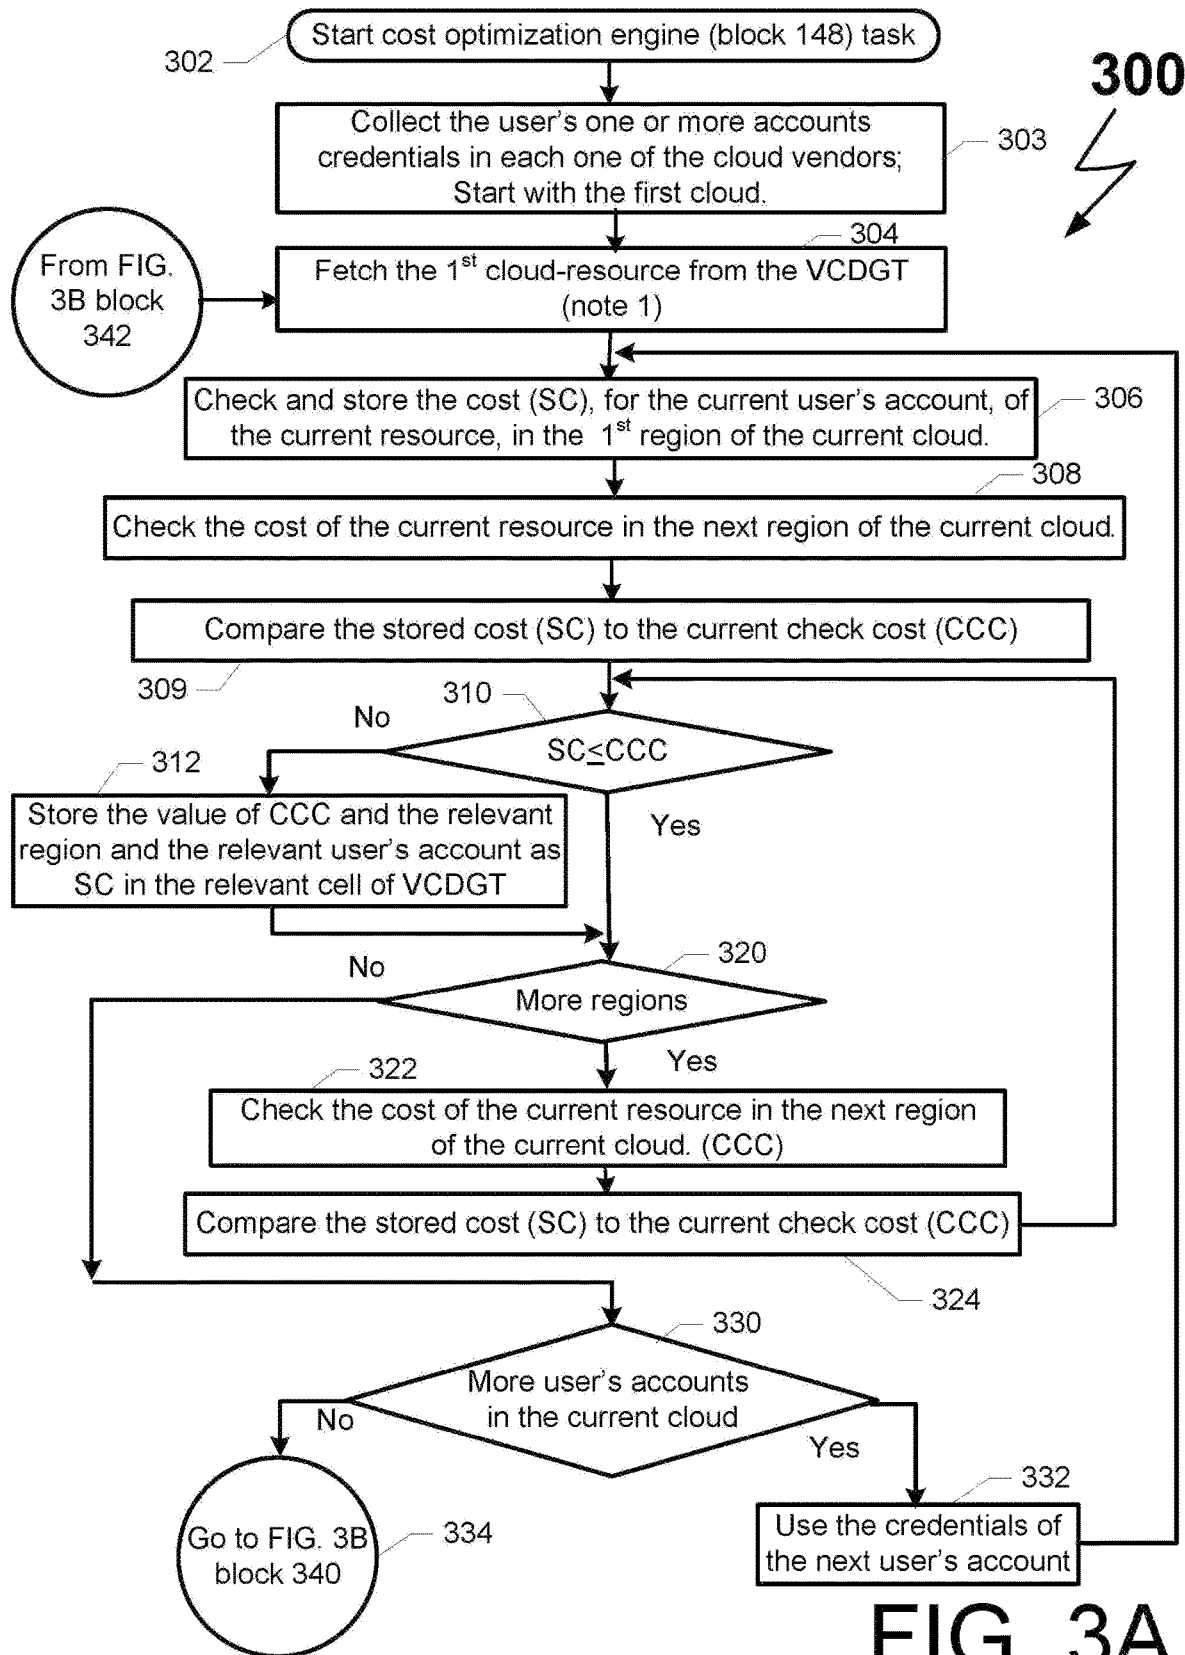 Start cost optimization engine (block 148) task
302
300
Collect the user's one or more accounts
credentials in each one of the cloud vendors;
Start with the first cloud.
303
From FIG.
3B block
342
304
Fetch the 1st cloud-resource from the VCDGT
(note 1)
Check and store the cost (SC), for the current user's account, of
the current resource, in the 1st region of the current cloud.
306
308
Check the cost of the current resource in the next region of the current cloud.
Compare the stored cost (SC) to the current check cost (CCC)
309
310
No
SC≤CCC
Yes
312
Store the value of CCC and the relevant
region and the relevant user's account as
SC in the relevant cell of VCDGT
320
No
More regions
Yes
322
Check the cost of the current resource in the next region
of the current cloud. (CCC)
Compare the stored cost (SC) to the current check cost (CCC)
324
330
More user's accounts
in the current cloud
No
Yes
332
Go to FIG. 3B
block 340
334
Use the credentials of
the next user's account
FIG. 3A